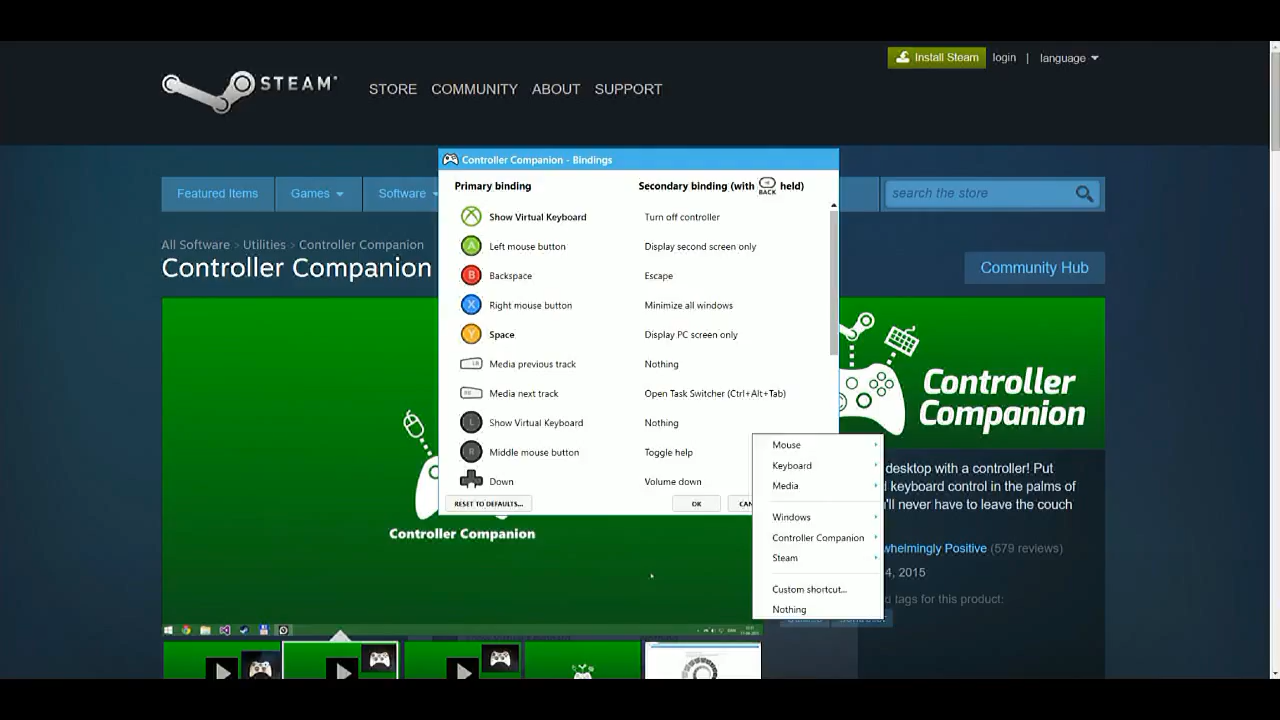 Install Steam login | language
STEAM STORE COMMUNITY ABOUT SUPPORT
Controller Companion - Bindings
Featured Items Games Software search the store
Primary binding Secondary binding (with BACK held)
Show Virtual Keyboard Turn off controller
Left mouse button Display second screen only
Backspace Escape
Right mouse button Minimize all windows
Space Display PC screen only
Media previous track Nothing
Media next track Open Task Switcher (Ctrl+Alt+Tab)
Show Virtual Keyboard Nothing
Middle mouse button Toggle help
Down Volume down
RESET TO DEFAULTS... OK
Mouse
Keyboard
Media
Windows
Controller Companion
Steam
Custom shortcut...
Nothing
All Software > Utilities > Controller Companion
Controller Companion
Community Hub
Controller Companion
Controller
Companion
desktop with a controller! Put
keyboard control in the palms of
never have to leave the couch
Positive (579 reviews)
4, 2015
tags for this product: